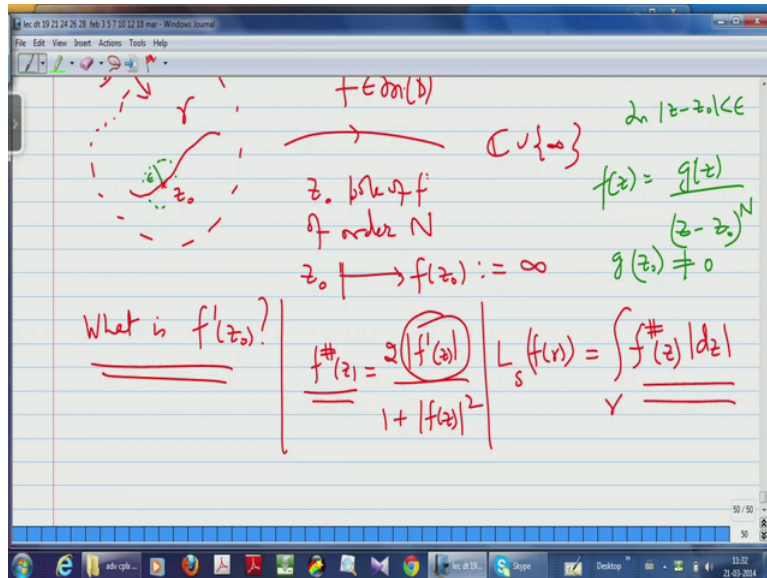 lec dt 19 21 24 26 28 feb 3 5 7 10 12 18 mar - Windows Journal
File Edit View Insert Actions Tools Help
γ
f ∈ m(D)
ℂ ∪ {∞}
In |z - z₀| < ε
ε
z₀
z₀ pole of f
of order N
z₀ ⟼ f(z₀) := ∞
f(z) = g(z) / (z - z₀)^N
g(z₀) ≠ 0
What is f'(z₀)?
f^#(z) = 2|f'(z)| / 1 + |f(z)|²
L_s(f(γ)) = ∫_γ f^#(z) |dz|
50 / 50
50
adv cplx ...
lec dt 19...
Skype
Desktop
11:32
21-03-2014